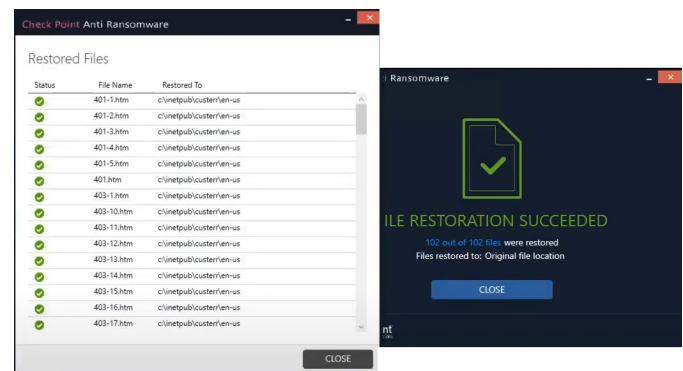 Check Point Anti Ransomware
Restored Files
Status File Name Restored To
401-1.htm c:\inetpub\custerr\en-us
401-2.htm c:\inetpub\custerr\en-us
401-3.htm c:\inetpub\custerr\en-us
401-4.htm c:\inetpub\custerr\en-us
401-5.htm c:\inetpub\custerr\en-us
401.htm c:\inetpub\custerr\en-us
403-1.htm c:\inetpub\custerr\en-us
403-10.htm c:\inetpub\custerr\en-us
403-11.htm c:\inetpub\custerr\en-us
403-12.htm c:\inetpub\custerr\en-us
403-13.htm c:\inetpub\custerr\en-us
403-14.htm c:\inetpub\custerr\en-us
403-15.htm c:\inetpub\custerr\en-us
403-16.htm c:\inetpub\custerr\en-us
403-17.htm c:\inetpub\custerr\en-us
CLOSE
i Ransomware
ILE RESTORATION SUCCEEDED
102 out of 102 files were restored
Files restored to: Original file location
CLOSE
nt